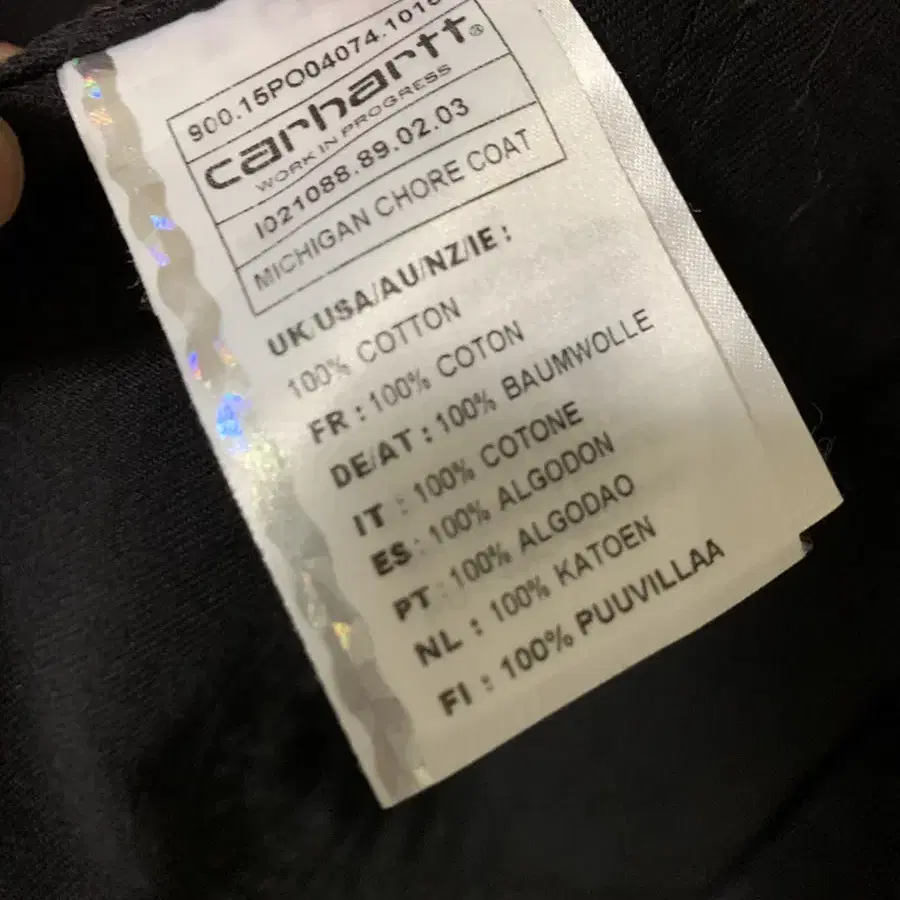 900.15PO04074.1016
carhartt®
WORK IN PROGRESS
I021088.89.02.03
MICHIGAN CHORE COAT
UK/USA/AU/NZ/IE :
100% COTTON
FR : 100% COTON
DE/AT : 100% BAUMWOLLE
IT : 100% COTONE
ES : 100% ALGODON
PT : 100% ALGODAO
NL : 100% KATOEN
FI : 100% PUUVILLAA